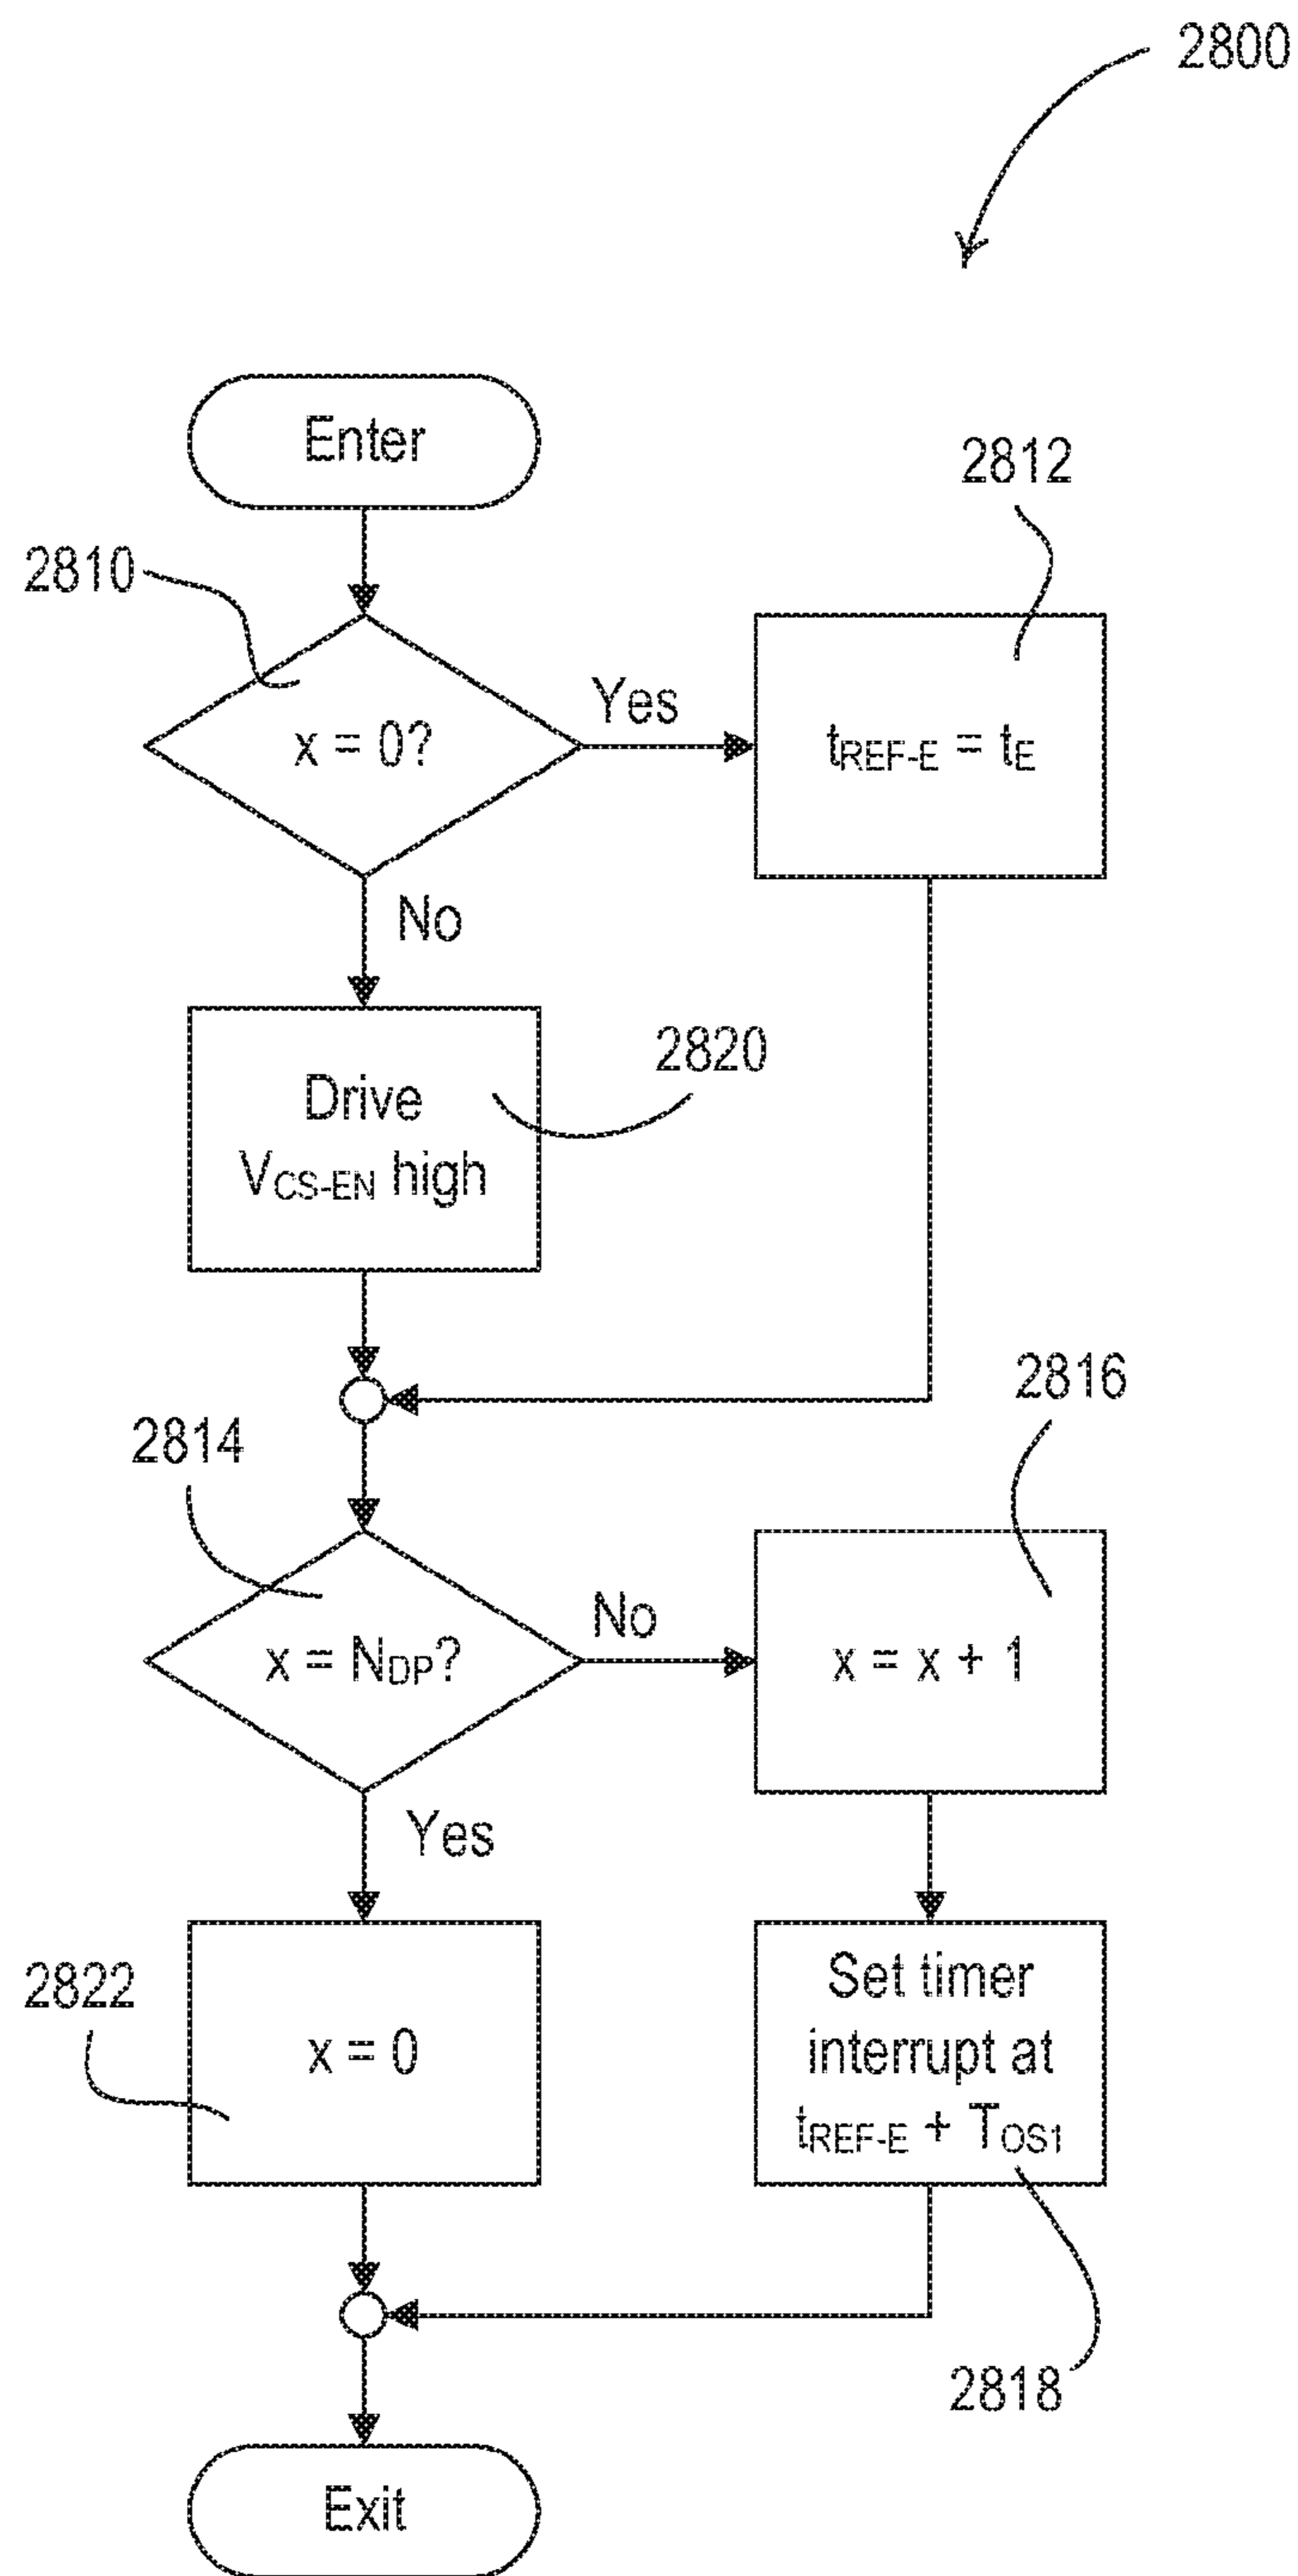 2800
Enter
2812
2810
Yes
x = 0?
tREF-E = tE
No
2820
Drive
VCS-EN high
2816
2814
No
x = NDP?
x = x + 1
Yes
2822
x = 0
Set timer
interrupt at
tREF-E + TOS1
2818
Exit